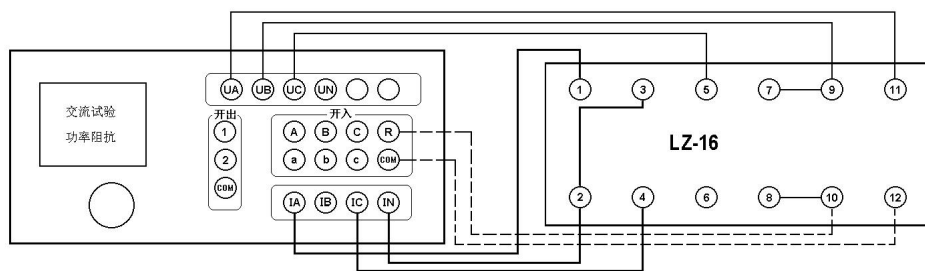 UA UB UC UN
交流试验
功率阻抗
开出
1
2
COM
开入
A B C R
a b c COM
IA IB IC IN
1 3 5 7 9 11
LZ-16
2 4 6 8 10 12